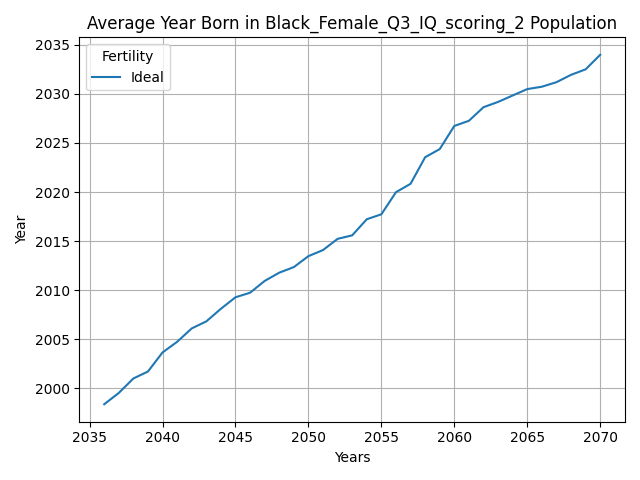 Average Year Born in Black_Female_Q3_IQ_scoring_2 Population
Fertility
Ideal
2035
2030
2025
2020
2015
2010
2005
2000
Year
2035 2040 2045 2050 2055 2060 2065 2070
Years